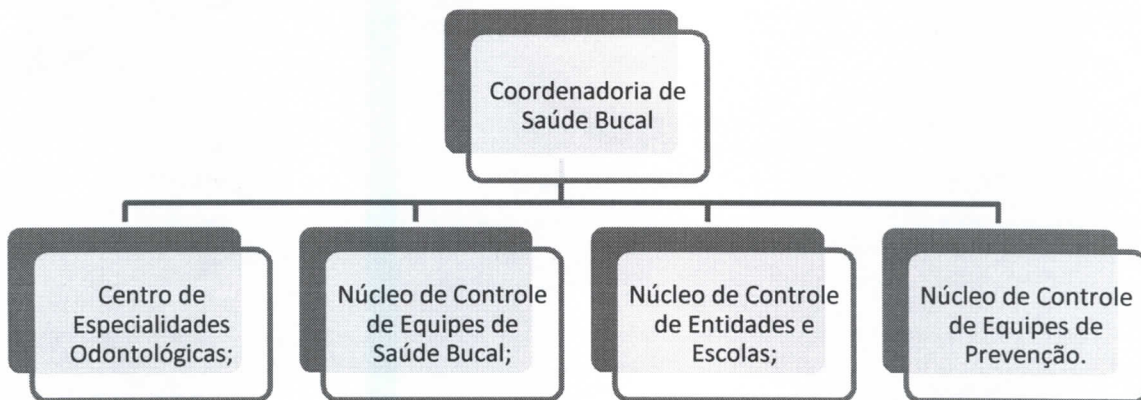 Coordenadoria de
Saúde Bucal
Centro de
Especialidades
Odontológicas;
Núcleo de Controle
de Equipes de
Saúde Bucal;
Núcleo de Controle
de Entidades e
Escolas;
Núcleo de Controle
de Equipes de
Prevenção.